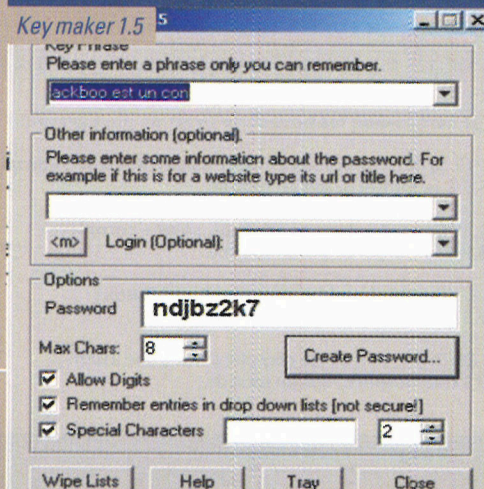 Key maker 1.5
5
Key Phrase
Please enter a phrase only you can remember.
ackboo est un con
Other information (optional).
Please enter some information about the password. For
example if this is for a website type its url or title here.
<m> Login (Optional):
Options
Password ndjbz2k7
Max Chars: 8 Create Password...
Allow Digits
Remember entries in drop down lists (not secure!)
Special Characters 2
Wipe Lists Help Tray Close